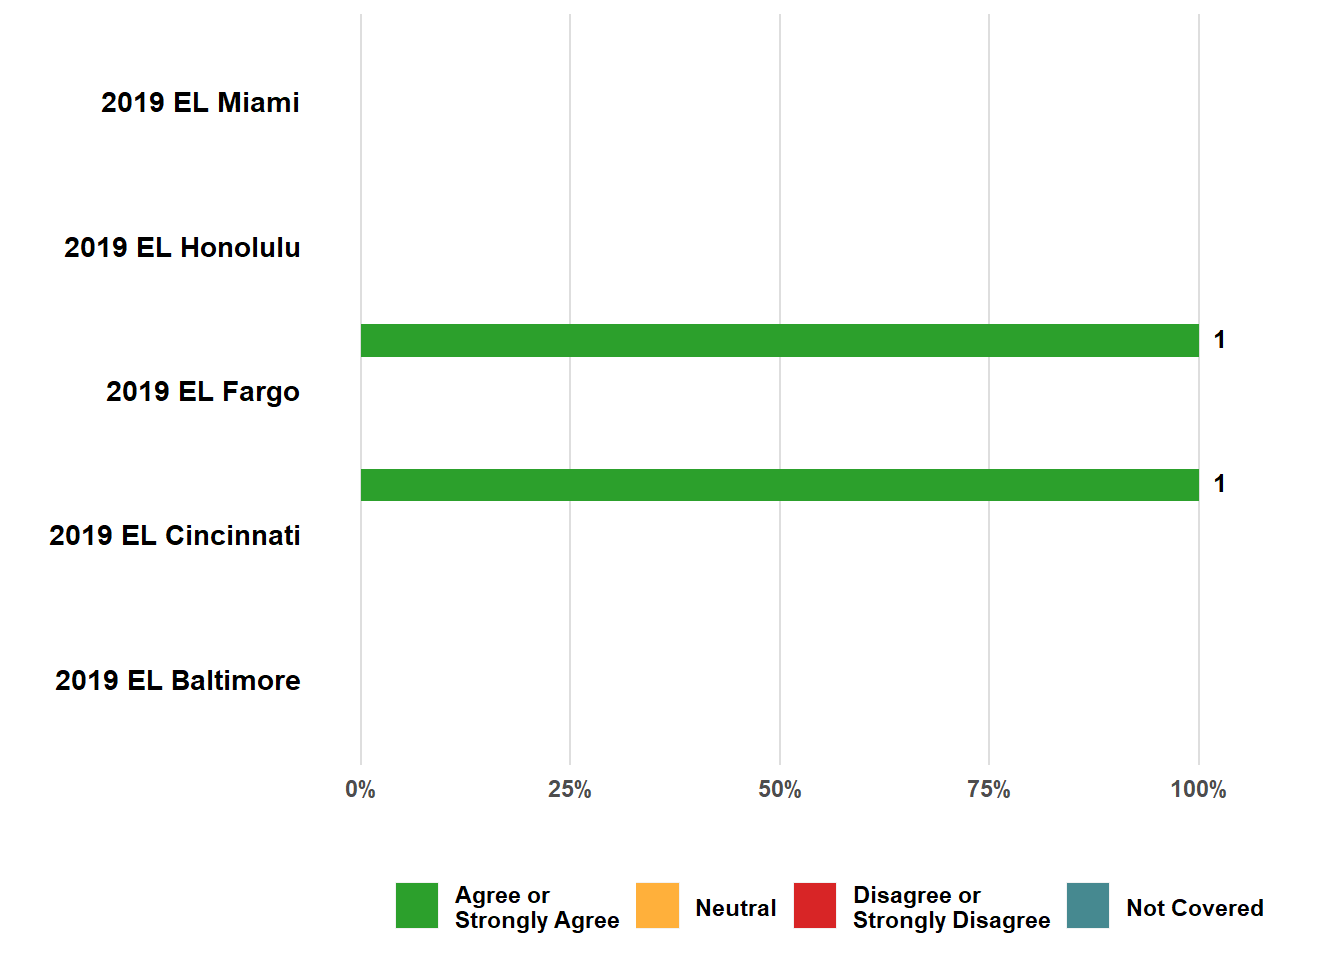 2019 EL Miami
2019 EL Honolulu
1
2019 EL Fargo
1
2019 EL Cincinnati
2019 EL Baltimore
0% 25% 50% 75% 100%
Agree or
Strongly Agree
Neutral
Disagree or
Strongly Disagree
Not Covered